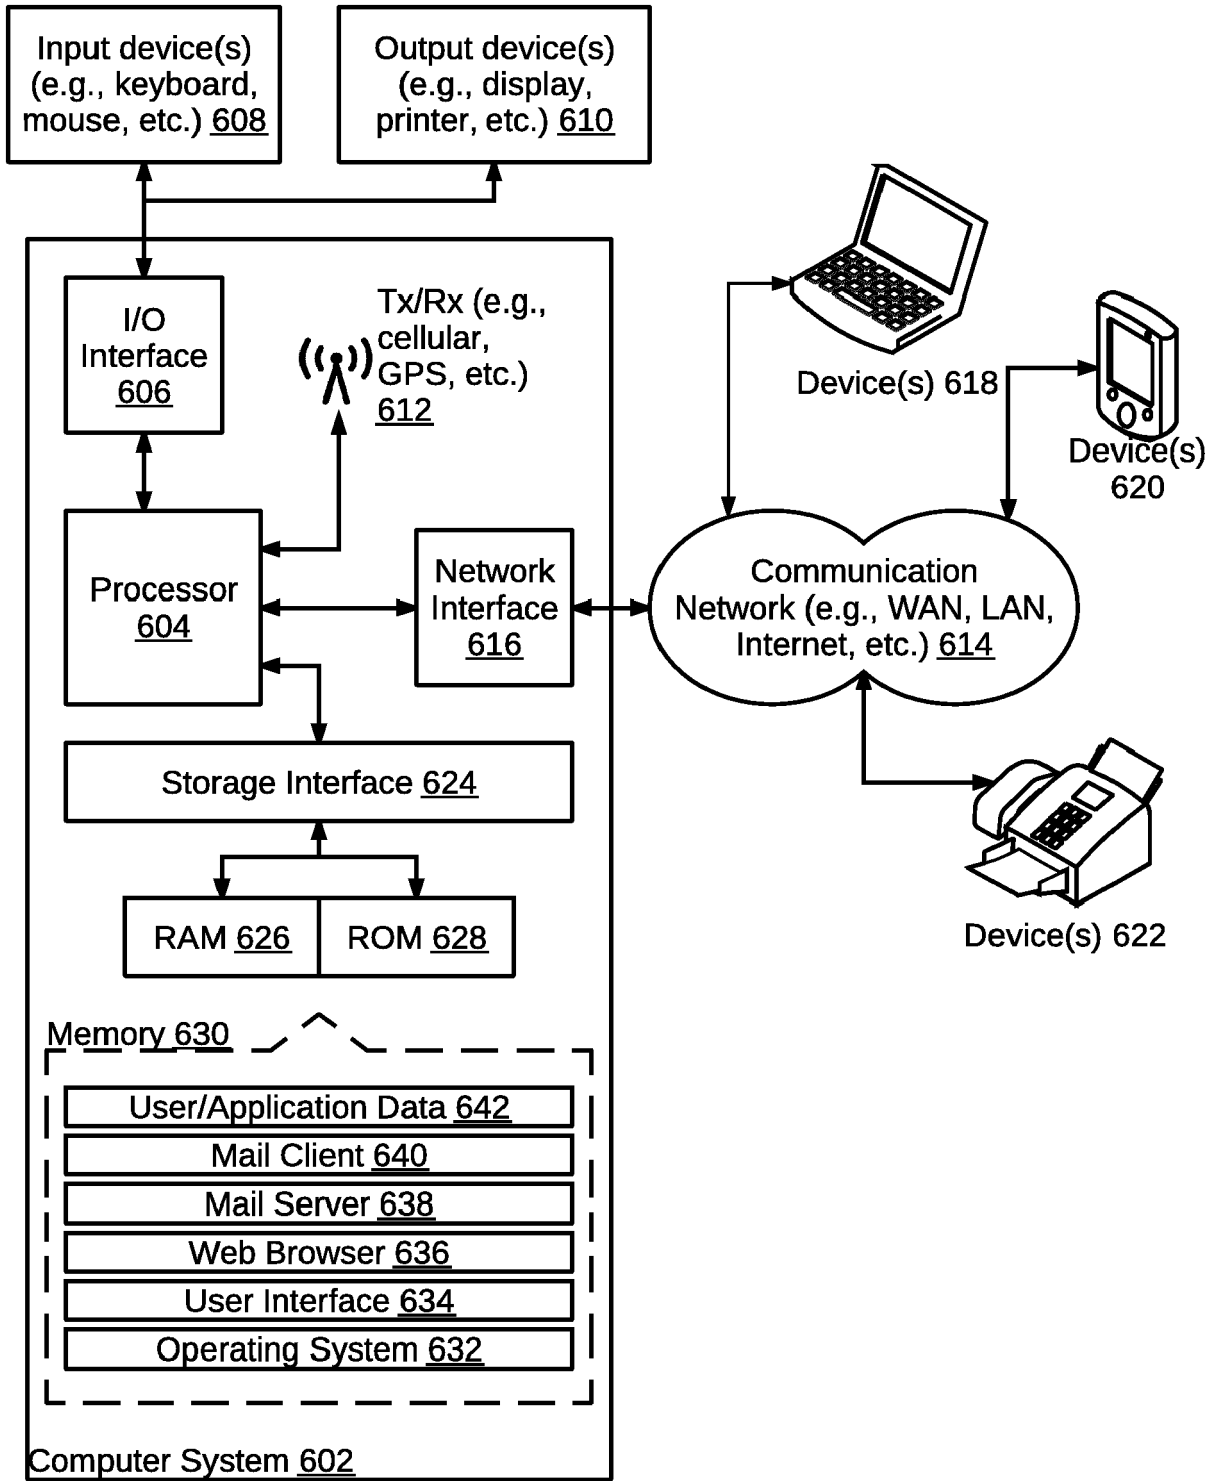 Input device(s)
(e.g., keyboard,
mouse, etc.) 608
Output device(s)
(e.g., display,
printer, etc.) 610
I/O
Interface
606
Tx/Rx (e.g.,
cellular,
GPS, etc.)
612
Device(s) 618
Device(s)
620
Processor
604
Network
Interface
616
Communication
Network (e.g., WAN, LAN,
Internet, etc.) 614
Storage Interface 624
Device(s) 622
RAM 626
ROM 628
Memory 630
User/Application Data 642
Mail Client 640
Mail Server 638
Web Browser 636
User Interface 634
Operating System 632
Computer System 602